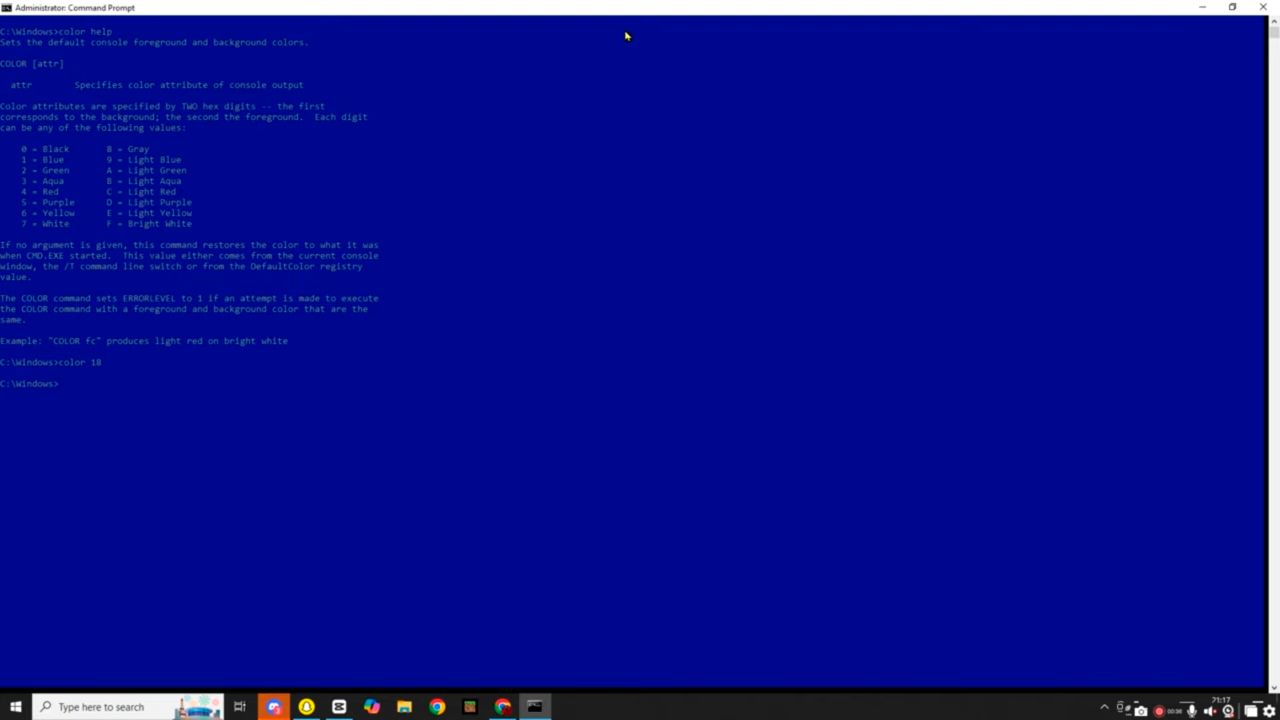 Administrator: Command Prompt
C:\Windows>color help
Sets the default console foreground and background colors.
COLOR [attr]
attr        Specifies color attribute of console output
Color attributes are specified by TWO hex digits -- the first
corresponds to the background; the second the foreground.  Each digit
can be any of the following values:
0 = Black       8 = Gray
1 = Blue        9 = Light Blue
2 = Green       A = Light Green
3 = Aqua        B = Light Aqua
4 = Red         C = Light Red
5 = Purple      D = Light Purple
6 = Yellow      E = Light Yellow
7 = White       F = Bright White
If no argument is given, this command restores the color to what it was
when CMD.EXE started.  This value either comes from the current console
window, the /T command line switch or from the DefaultColor registry
value.
The COLOR command sets ERRORLEVEL to 1 if an attempt is made to execute
the COLOR command with a foreground and background color that are the
same.
Example: "COLOR fc" produces light red on bright white
C:\Windows>color 18
C:\Windows>
Type here to search
00:38
21:17